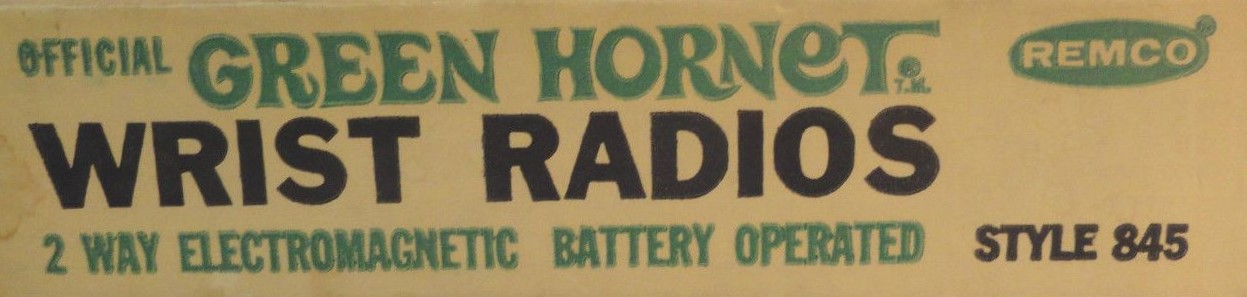 OFFICIAL GREEN HORNET T.M. REMCO ®
WRIST RADIOS
2 WAY ELECTROMAGNETIC BATTERY OPERATED STYLE 845